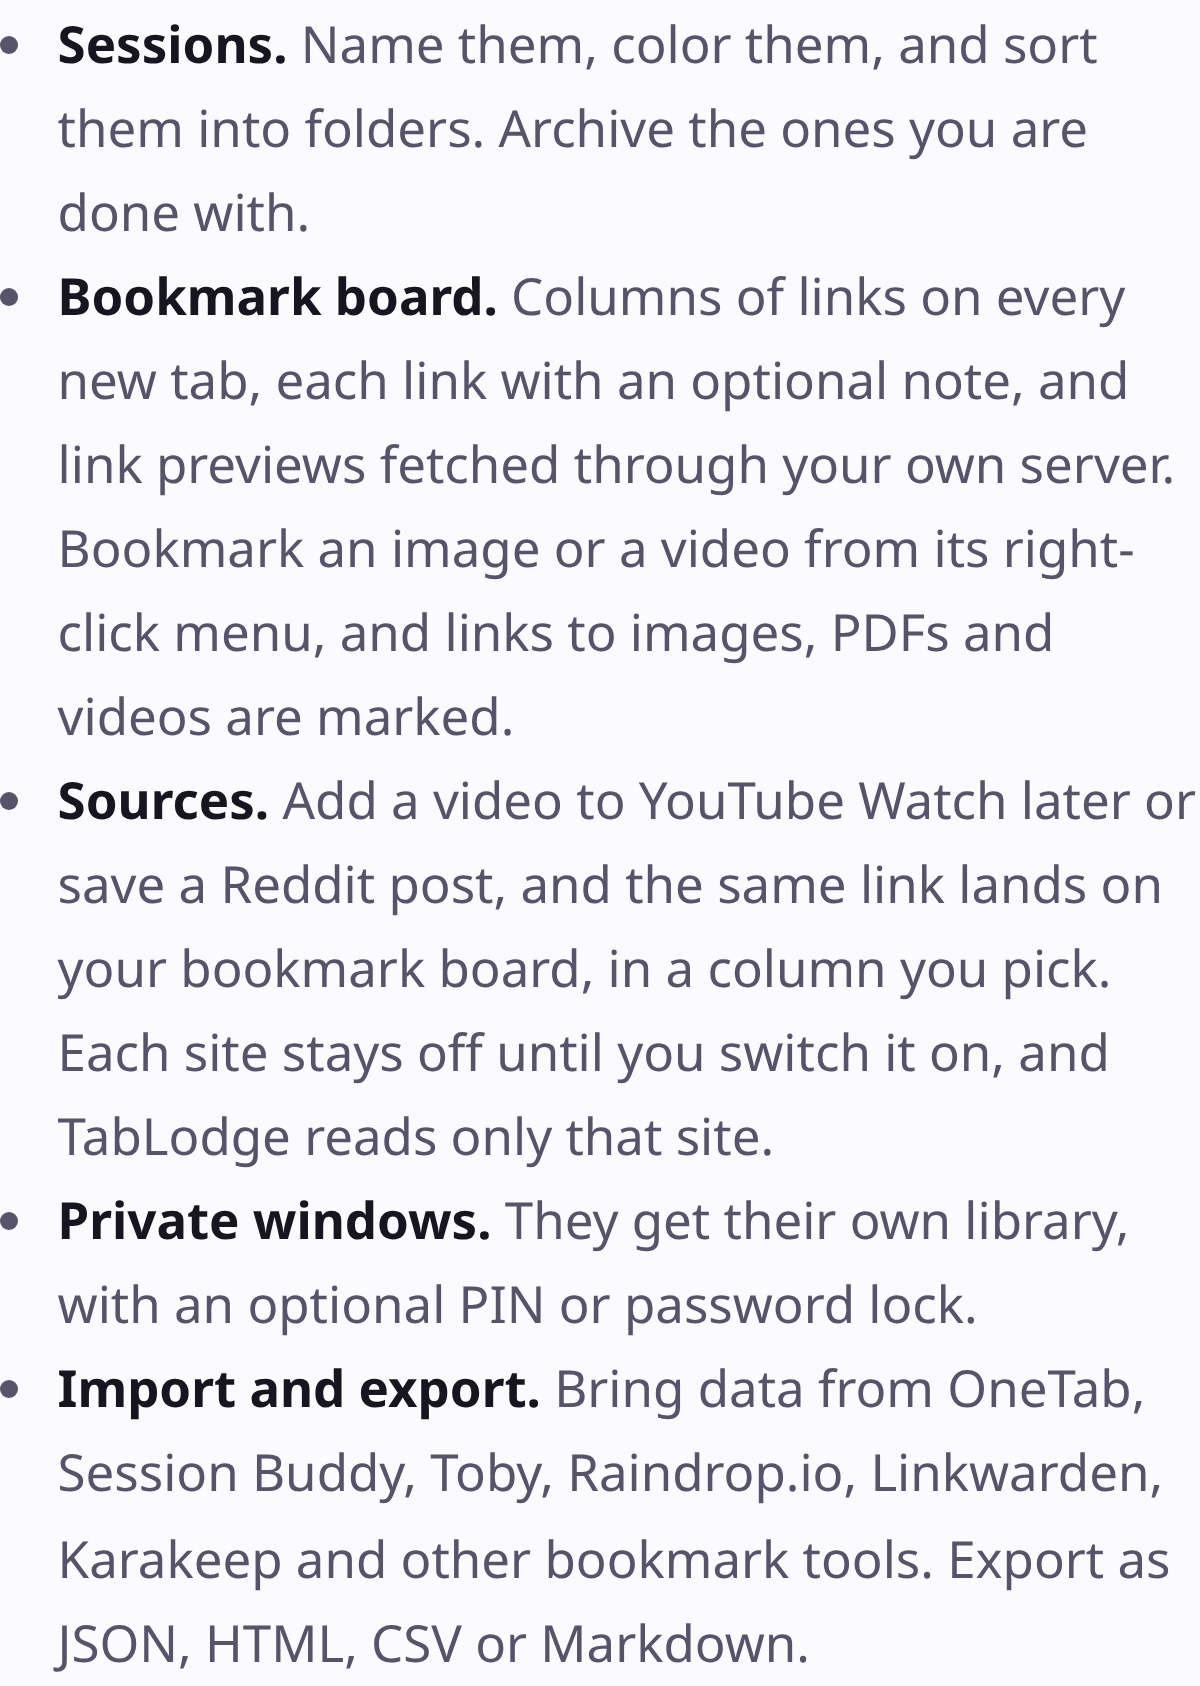 • Sessions. Name them, color them, and sort
them into folders. Archive the ones you are
done with.
• Bookmark board. Columns of links on every
new tab, each link with an optional note, and
link previews fetched through your own server.
Bookmark an image or a video from its right-
click menu, and links to images, PDFs and
videos are marked.
• Sources. Add a video to YouTube Watch later or
save a Reddit post, and the same link lands on
your bookmark board, in a column you pick.
Each site stays off until you switch it on, and
TabLodge reads only that site.
• Private windows. They get their own library,
with an optional PIN or password lock.
• Import and export. Bring data from OneTab,
Session Buddy, Toby, Raindrop.io, Linkwarden,
Karakeep and other bookmark tools. Export as
JSON, HTML, CSV or Markdown.